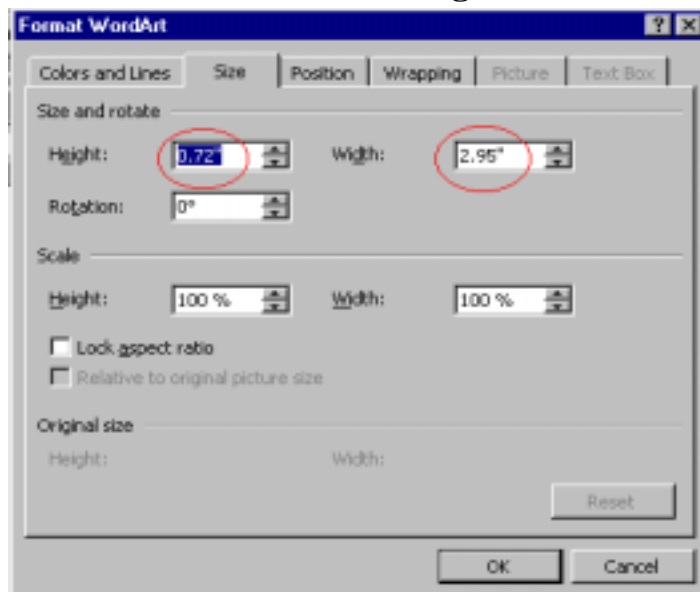 Format WordArt
Colors and Lines Size Position Wrapping Picture Text Box
Size and rotate
Height: 0.72" Width: 2.95"
Rotation: 0°
Scale
Height: 100 % Width: 100 %
Lock aspect ratio
Relative to original picture size
Original size
Height: Width:
Reset
OK Cancel